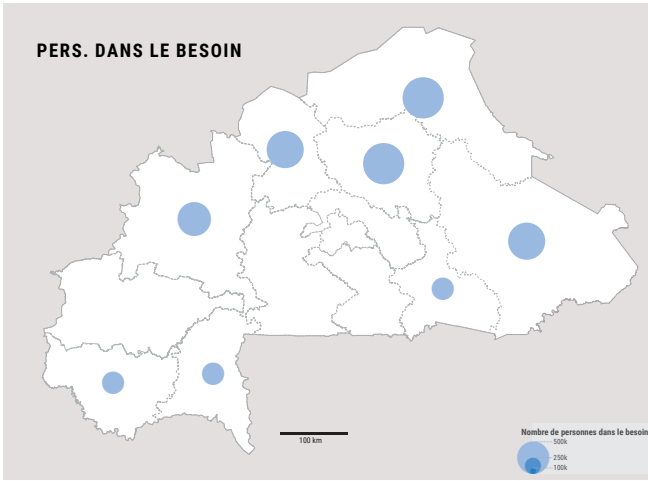 PERS. DANS LE BESOIN
100 km
Nombre de personnes dans le besoin
500k
250k
100k